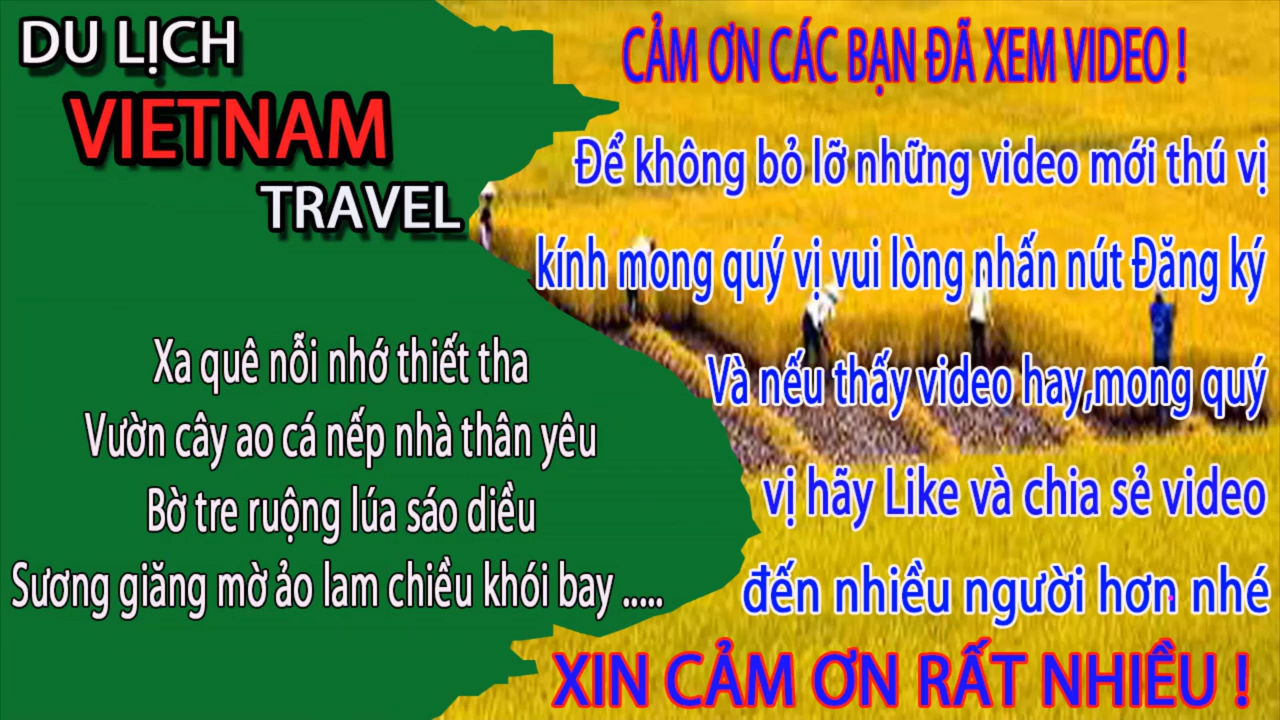 DU LỊCH
VIETNAM
TRAVEL
Xa quê nỗi nhớ thiết tha
Vườn cây ao cá nếp nhà thân yêu
Bờ tre ruộng lúa sáo diều
Sương giăng mờ ảo lam chiều khói bay .....
CẢM ƠN CÁC BẠN ĐÃ XEM VIDEO !
Để không bỏ lỡ những video mới thú vị
kính mong quý vị vui lòng nhấn nút Đăng ký
Và nếu thấy video hay,mong quý
vị hãy Like và chia sẻ video
đến nhiều người hơn nhé
XIN CẢM ƠN RẤT NHIỀU !